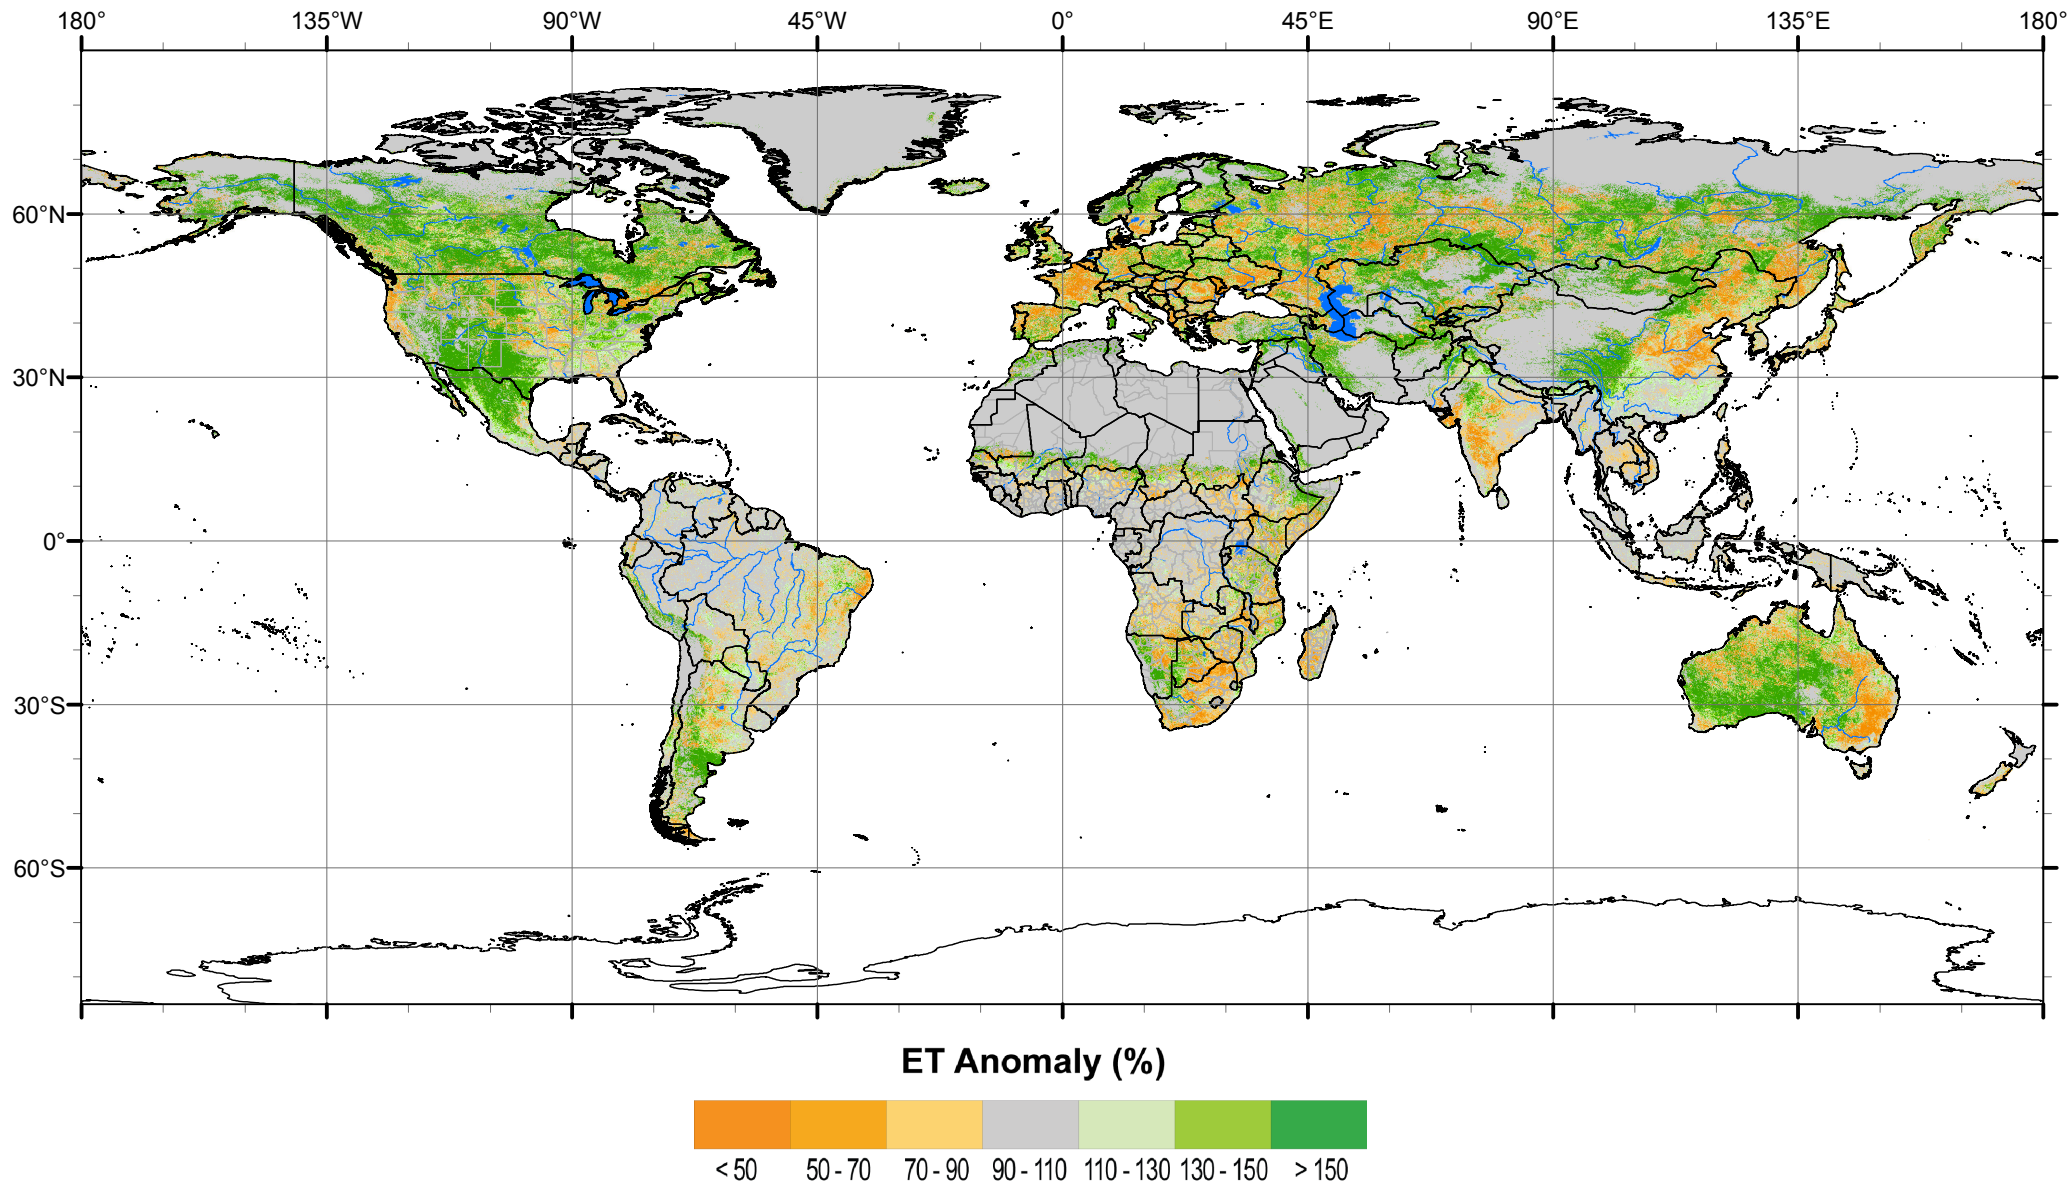 180° 135°W 90°W 45°W 0° 45°E 90°E 135°E 180°
60°N
30°N
0°
30°S
60°S
ET Anomaly (%)
< 50 50 - 70 70 - 90 90 - 110 110 - 130 130 - 150 > 150